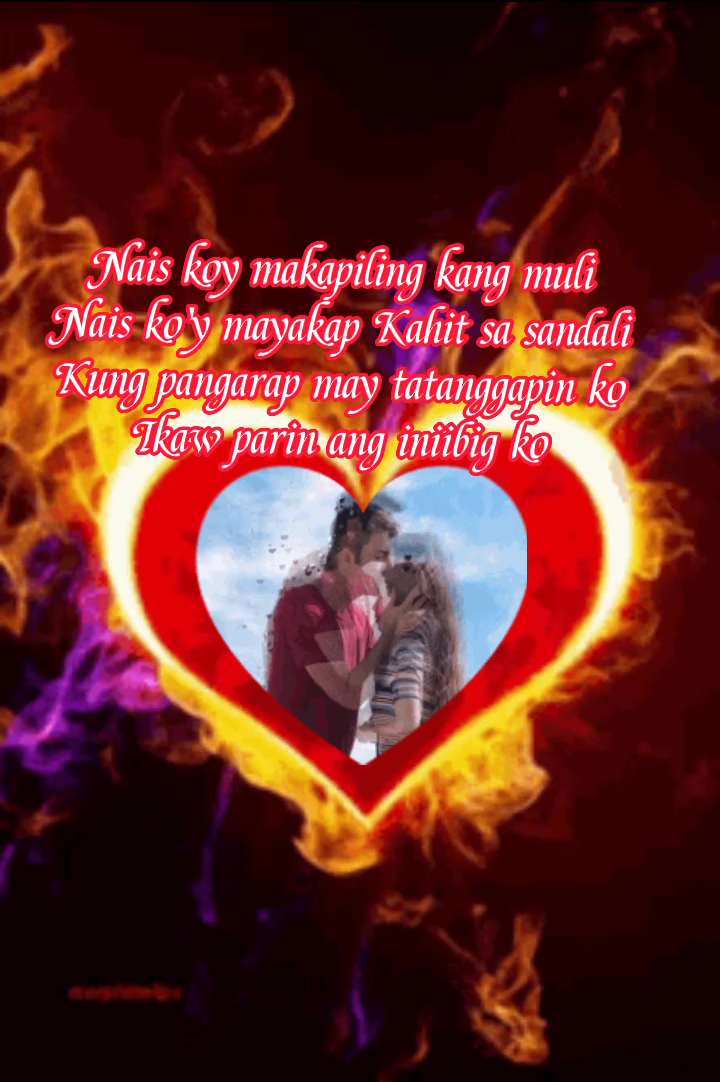 Nais koy makapiling kang muli
Nais ko'y mayakap Kahit sa sandali
Kung pangarap may tatanggapin ko
Ikaw parin ang iniibig ko